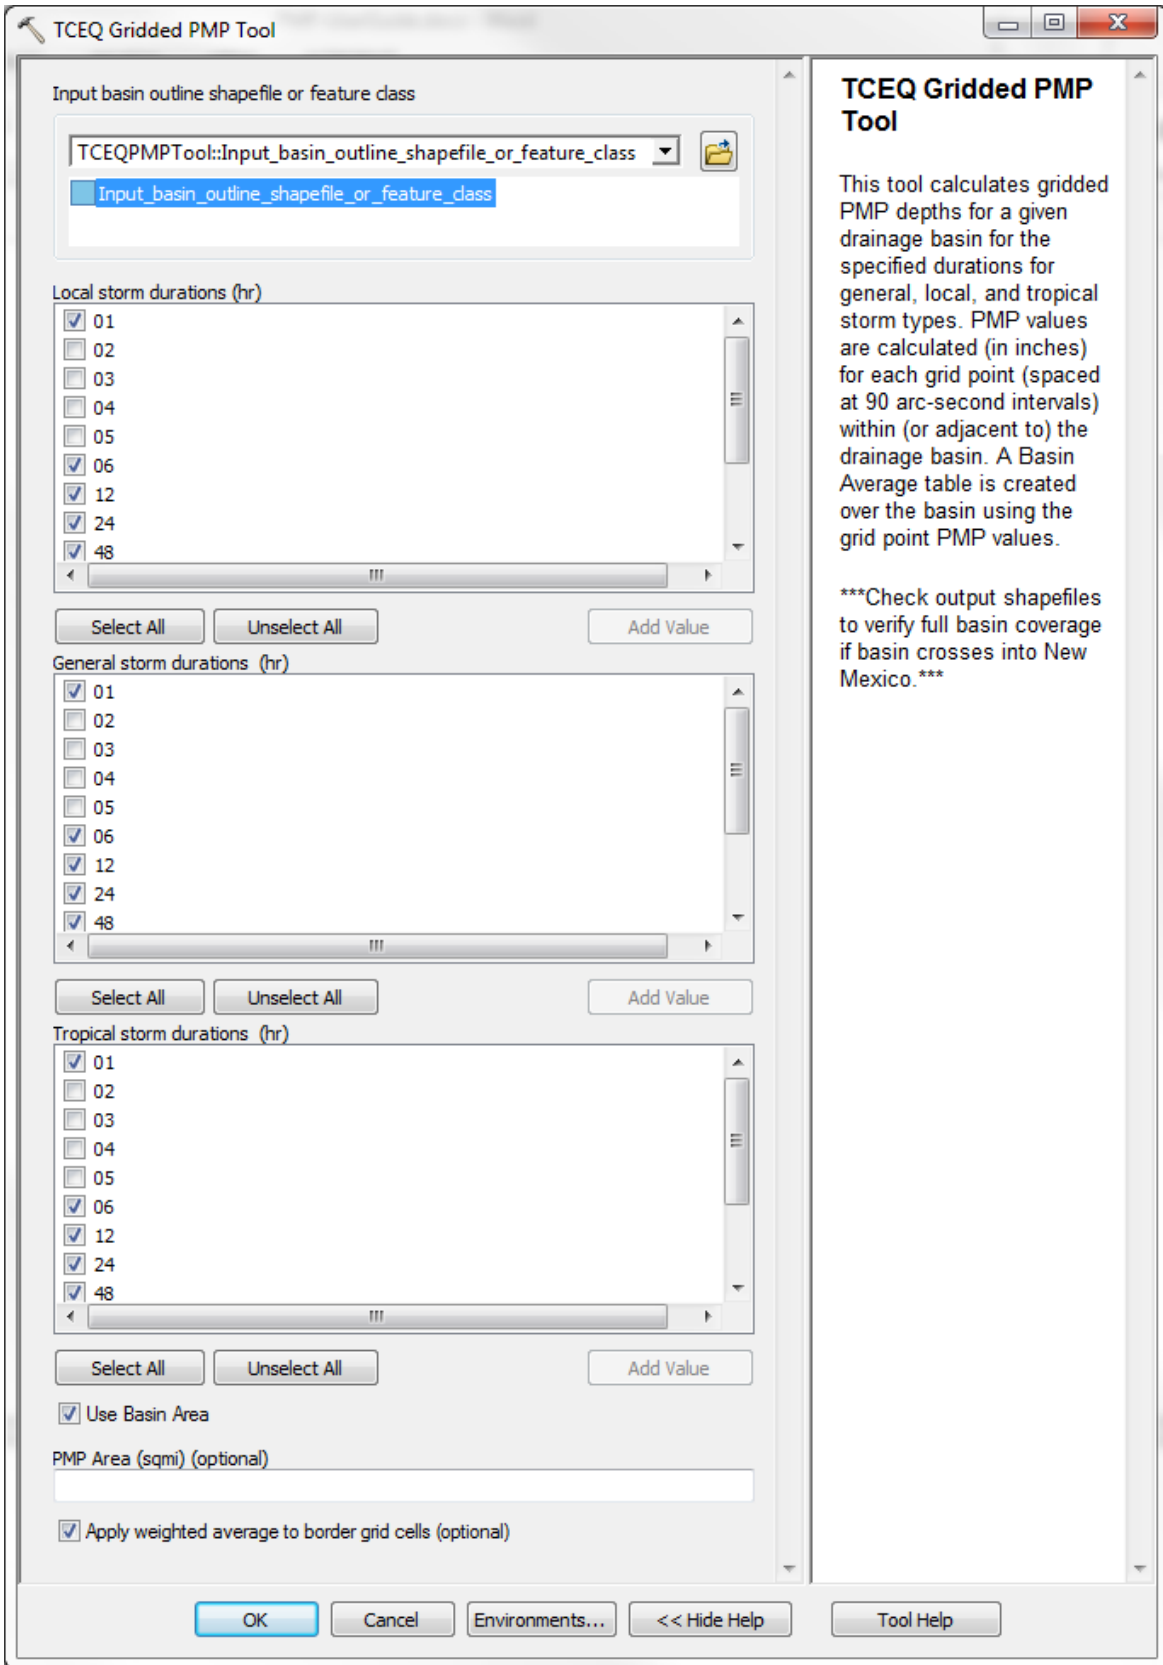 TCEQ Gridded PMP Tool
Input basin outline shapefile or feature class
TCEQPMPTool::Input_basin_outline_shapefile_or_feature_class
Input_basin_outline_shapefile_or_feature_class
Local storm durations (hr)
01
02
03
04
05
06
12
24
48
Select All
Unselect All
Add Value
General storm durations (hr)
01
02
03
04
05
06
12
24
48
Select All
Unselect All
Add Value
Tropical storm durations (hr)
01
02
03
04
05
06
12
24
48
Select All
Unselect All
Add Value
Use Basin Area
PMP Area (sqmi) (optional)
Apply weighted average to border grid cells (optional)
OK
Cancel
Environments...
<< Hide Help
TCEQ Gridded PMP
Tool
This tool calculates gridded
PMP depths for a given
drainage basin for the
specified durations for
general, local, and tropical
storm types. PMP values
are calculated (in inches)
for each grid point (spaced
at 90 arc-second intervals)
within (or adjacent to) the
drainage basin. A Basin
Average table is created
over the basin using the
grid point PMP values.
***Check output shapefiles
to verify full basin coverage
if basin crosses into New
Mexico.***
Tool Help